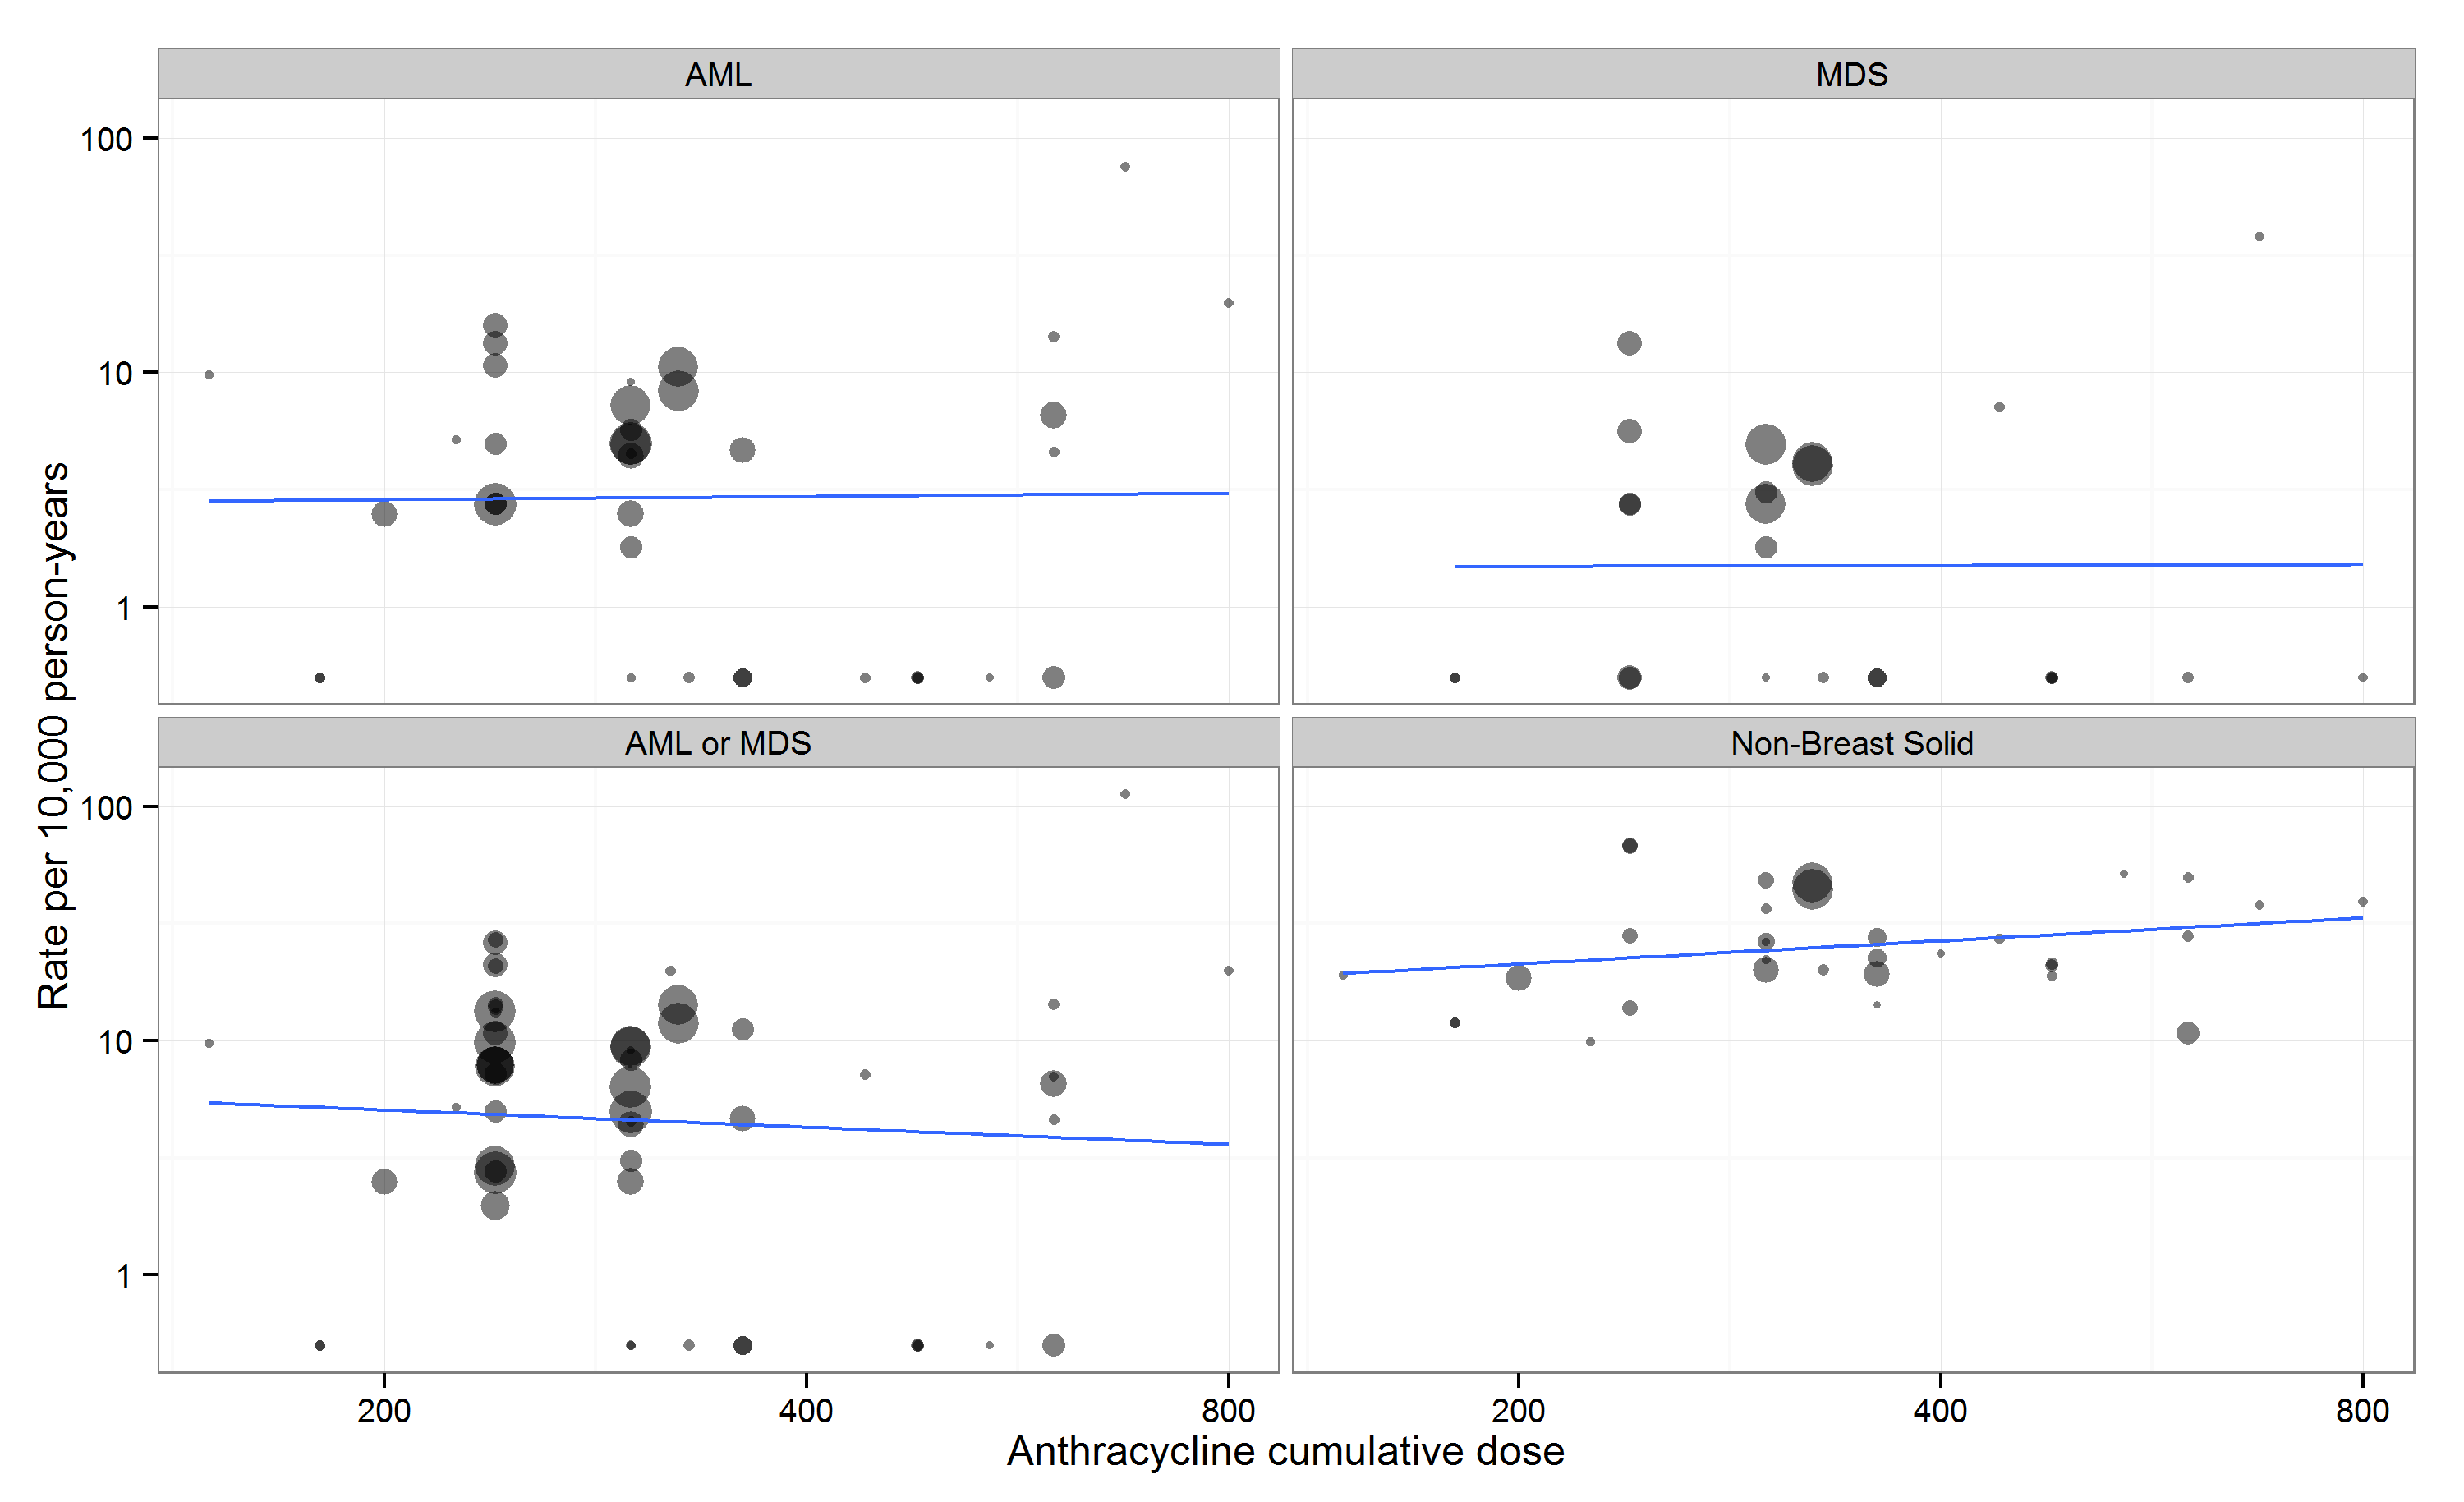 AML
MDS
100
10
1
AML or MDS
Non-Breast Solid
100
10
1
Rate per 10,000 person-years
200
400
800
200
400
800
Anthracycline cumulative dose